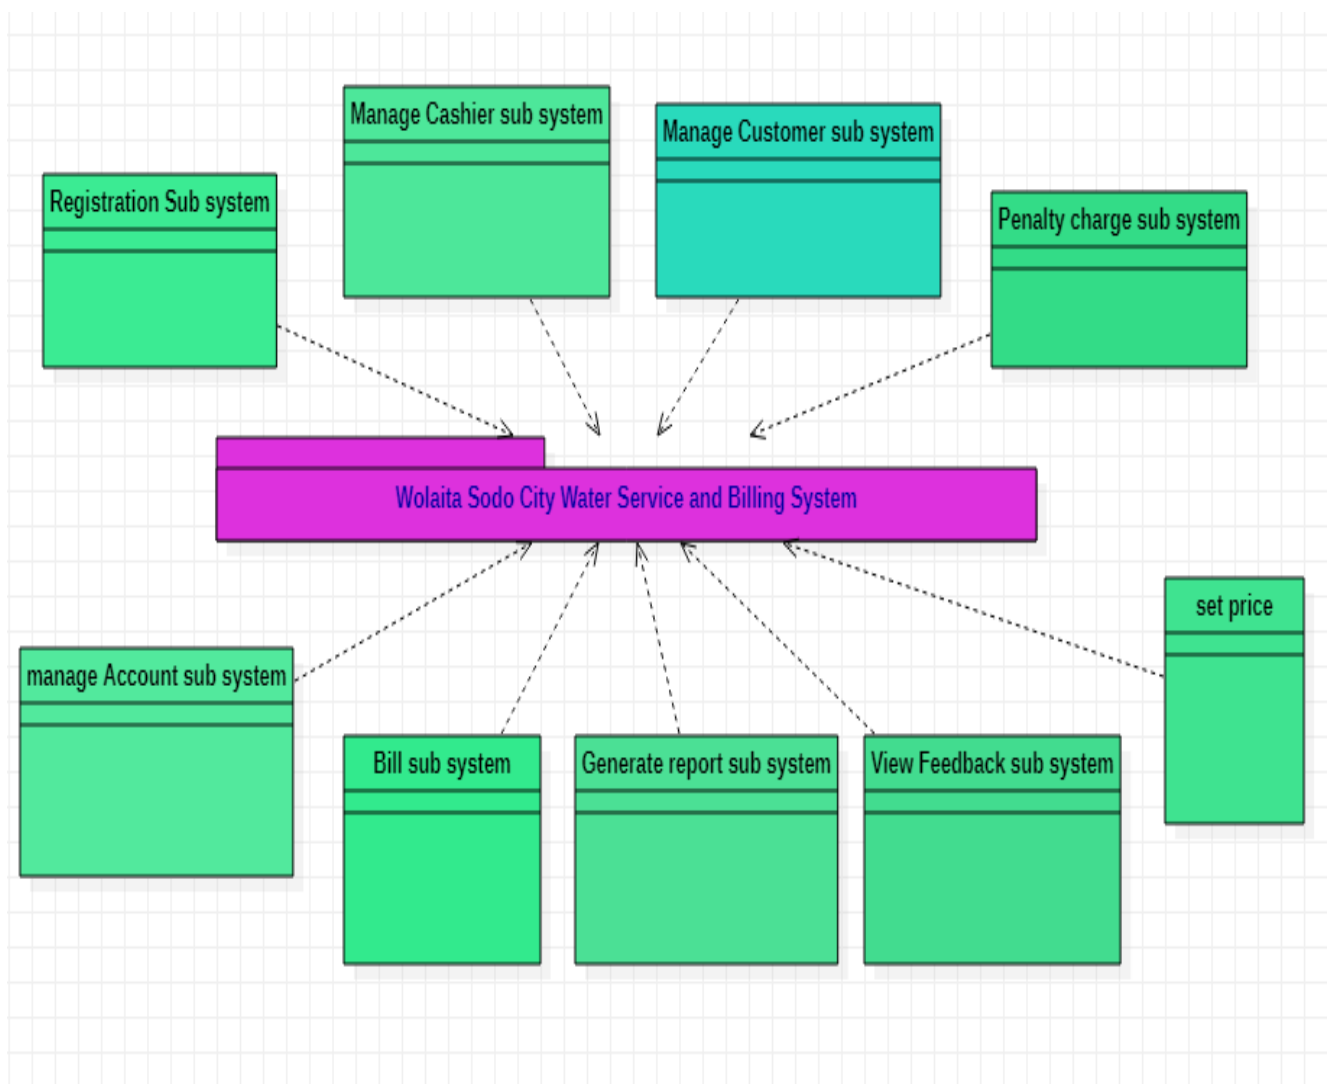 Manage Cashier sub system
Manage Customer sub system
Registration Sub system
Penalty charge sub system
Wolaita Sodo City Water Service and Billing System
set price
manage Account sub system
Bill sub system
Generate report sub system
View Feedback sub system